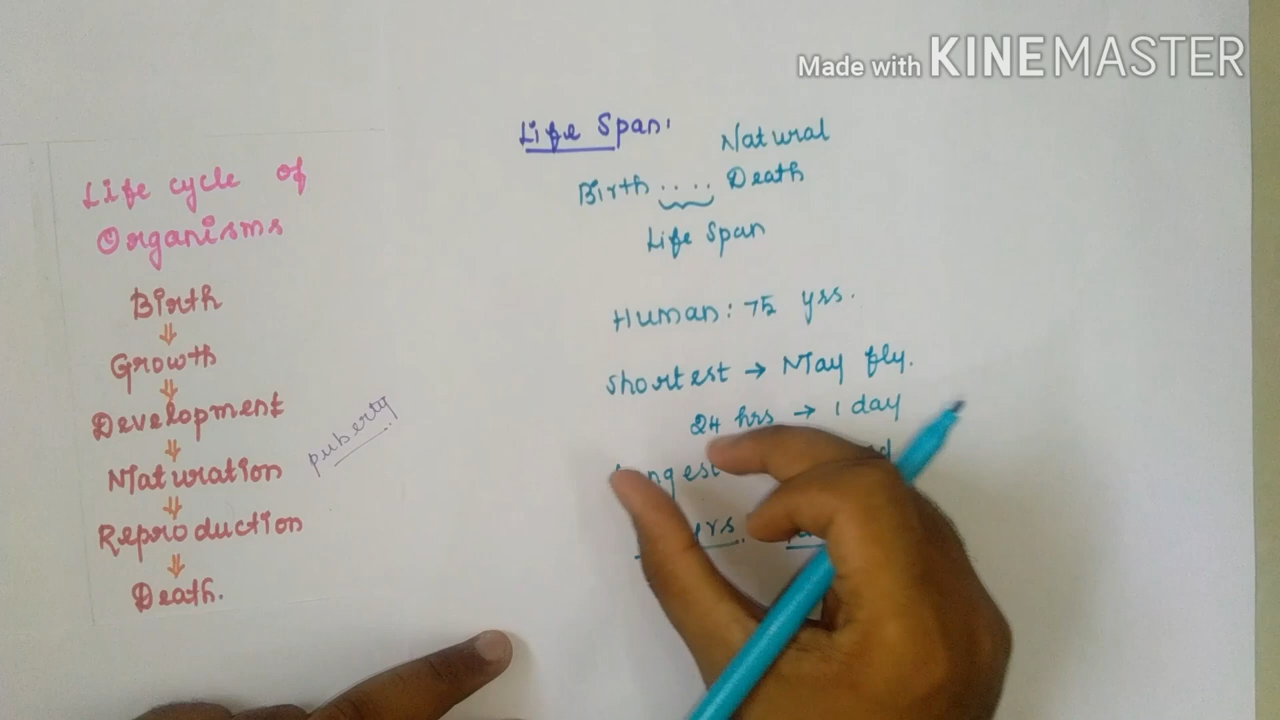 Made with KINEMASTER
Life cycle of
Organisms
Birth
⇓
Growth
⇓
Development
⇓
Maturation
puberty
⇓
Reproduction
⇓
Death.
Life Span:
Natural
Birth .... Death
Life Span
Human: 75 yrs.
Shortest → May fly.
24 hrs → 1 day